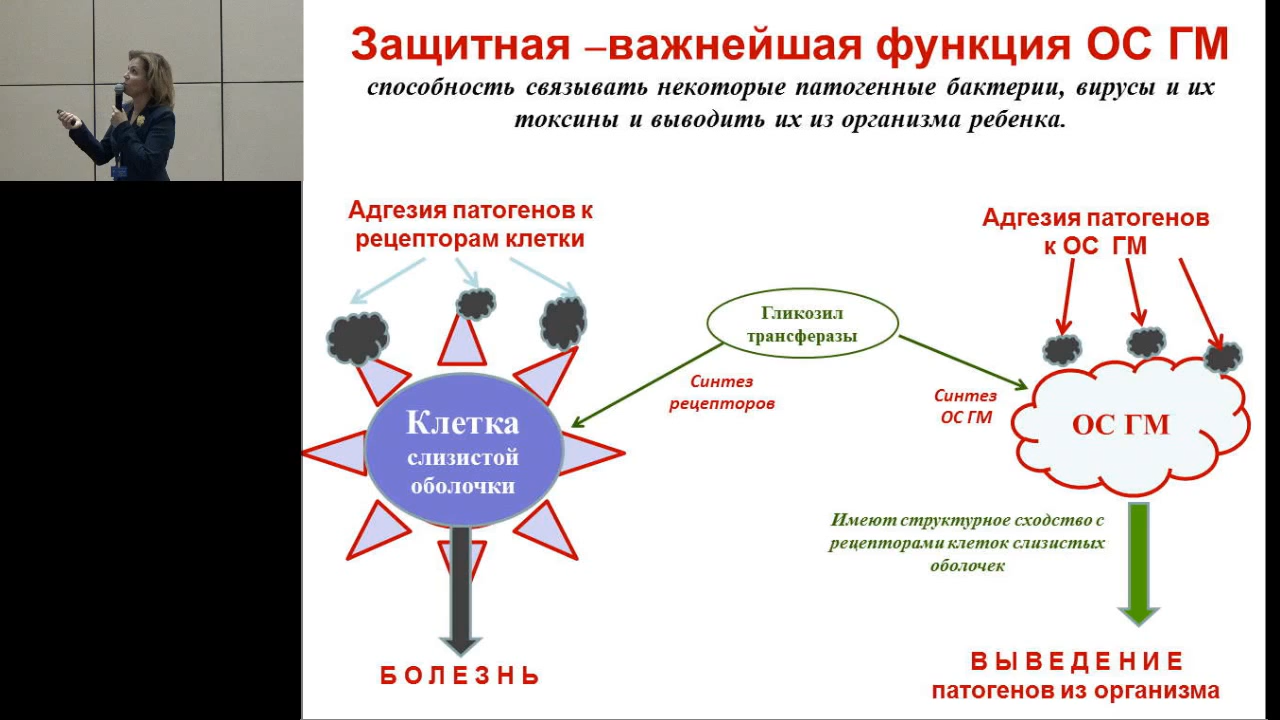 Защитная –важнейшая функция ОС ГМ
способность связывать некоторые патогенные бактерии, вирусы и их
токсины и выводить их из организма ребенка.
Адгезия патогенов к
рецепторам клетки
Адгезия патогенов
к ОС ГМ
Гликозил
трансферазы
Синтез
рецепторов
Синтез
ОС ГМ
Клетка
слизистой
оболочки
ОС ГМ
Имеют структурное сходство с
рецепторами клеток слизистых
оболочек
Б О Л Е З Н Ь
В Ы В Е Д Е Н И Е
патогенов из организма